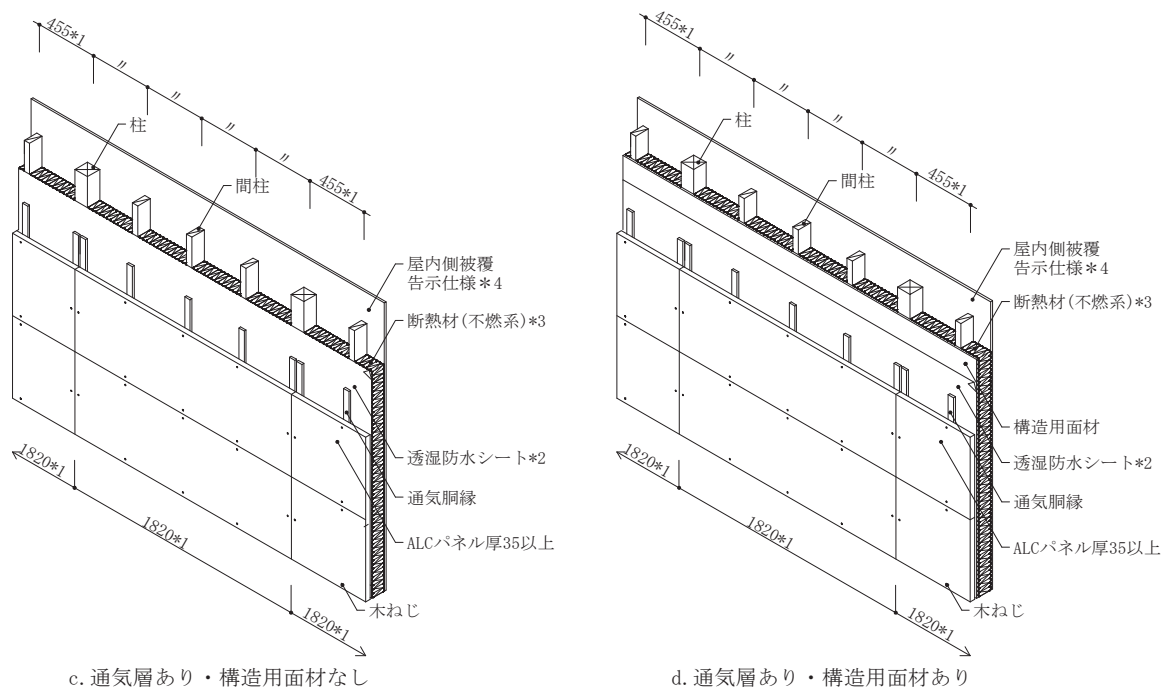 455*1
〃
〃
〃
〃
455*1
柱
間柱
屋内側被覆
告示仕様＊4
断熱材(不燃系)*3
透湿防水シート*2
通気胴縁
ALCパネル厚35以上
木ねじ
1820*1
1820*1
1820*1
c.通気層あり・構造用面材なし
455*1
〃
〃
〃
〃
455*1
柱
間柱
屋内側被覆
告示仕様＊4
断熱材(不燃系)*3
構造用面材
透湿防水シート*2
通気胴縁
ALCパネル厚35以上
木ねじ
1820*1
1820*1
1820*1
d.通気層あり・構造用面材あり